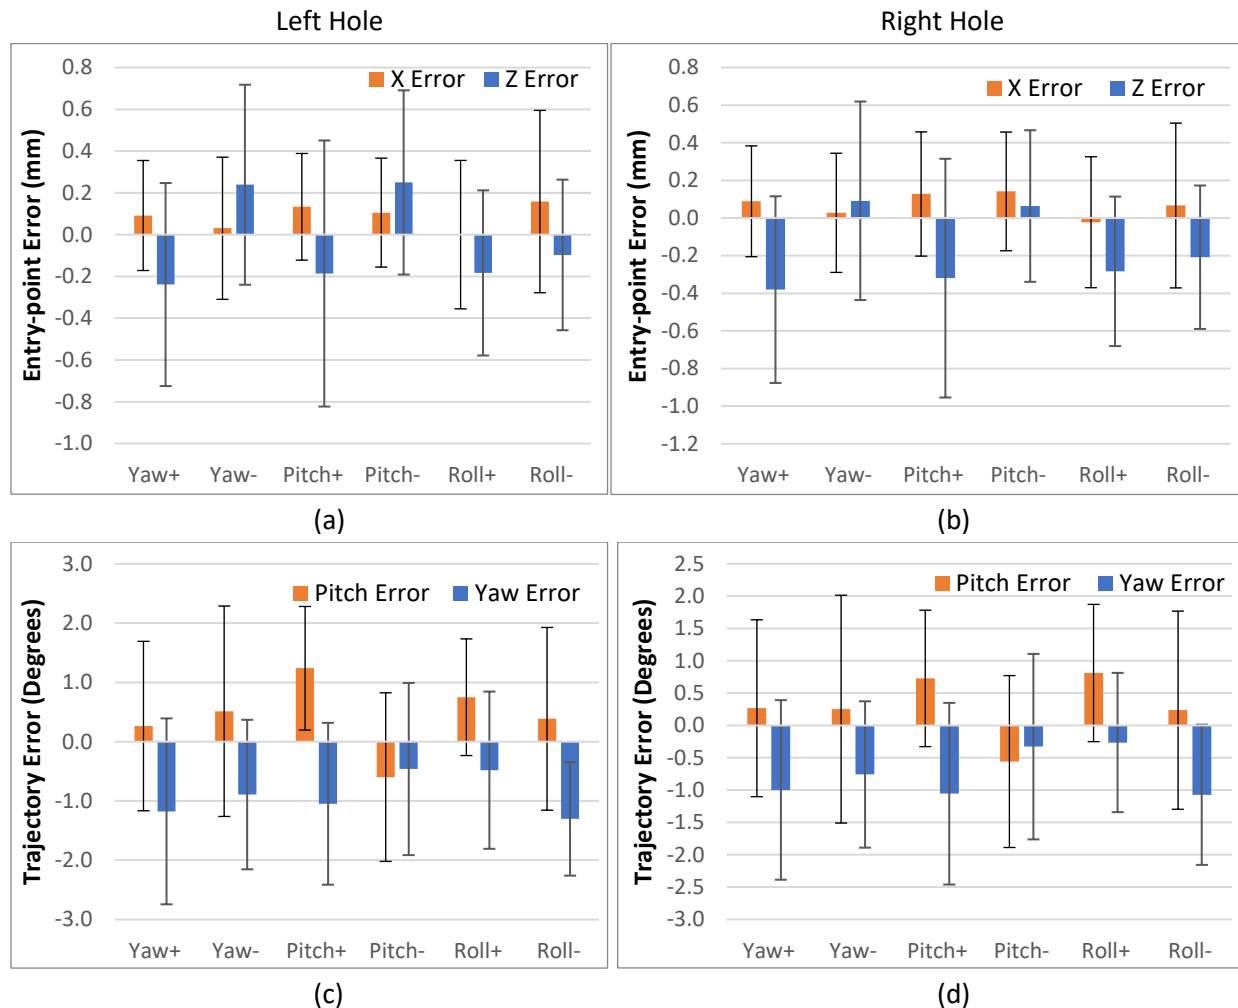 Left Hole
Right Hole
X Error Z Error
Entry-point Error (mm)
0.8
0.6
0.4
0.2
0.0
-0.2
-0.4
-0.6
-0.8
-1.0
Yaw+ Yaw- Pitch+ Pitch- Roll+ Roll-
(a)
X Error Z Error
Entry-point Error (mm)
0.8
0.6
0.4
0.2
0.0
-0.2
-0.4
-0.6
-0.8
-1.0
-1.2
Yaw+ Yaw- Pitch+ Pitch- Roll+ Roll-
(b)
Pitch Error Yaw Error
Trajectory Error (Degrees)
3.0
2.0
1.0
0.0
-1.0
-2.0
-3.0
Yaw+ Yaw- Pitch+ Pitch- Roll+ Roll-
(c)
Pitch Error Yaw Error
Trajectory Error (Degrees)
2.5
2.0
1.5
1.0
0.5
0.0
-0.5
-1.0
-1.5
-2.0
-2.5
-3.0
Yaw+ Yaw- Pitch+ Pitch- Roll+ Roll-
(d)